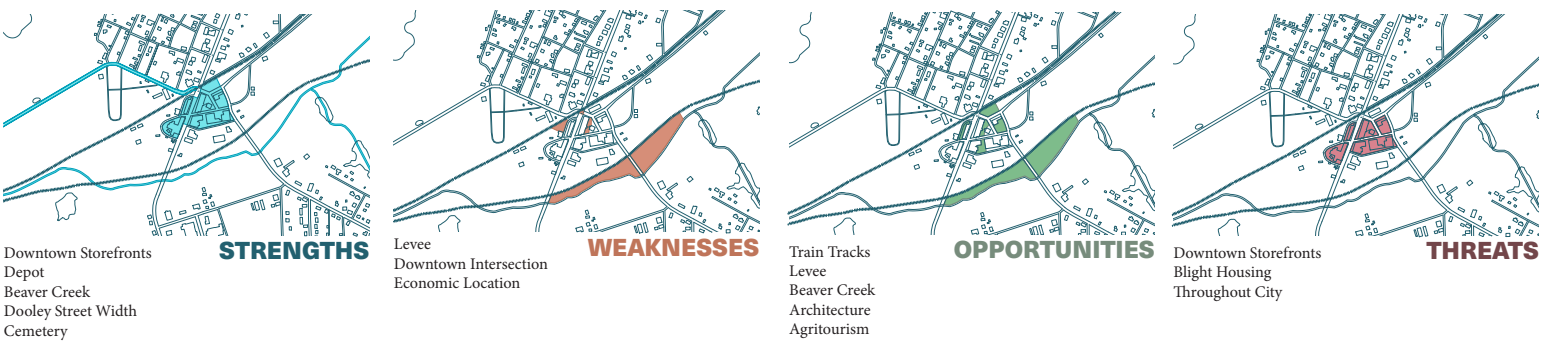 STRENGTHS
Downtown Storefronts
Depot
Beaver Creek
Dooley Street Width
Cemetery
WEAKNESSES
Levee
Downtown Intersection
Economic Location
OPPORTUNITIES
Train Tracks
Levee
Beaver Creek
Architecture
Agritourism
THREATS
Downtown Storefronts
Blight Housing
Throughout City